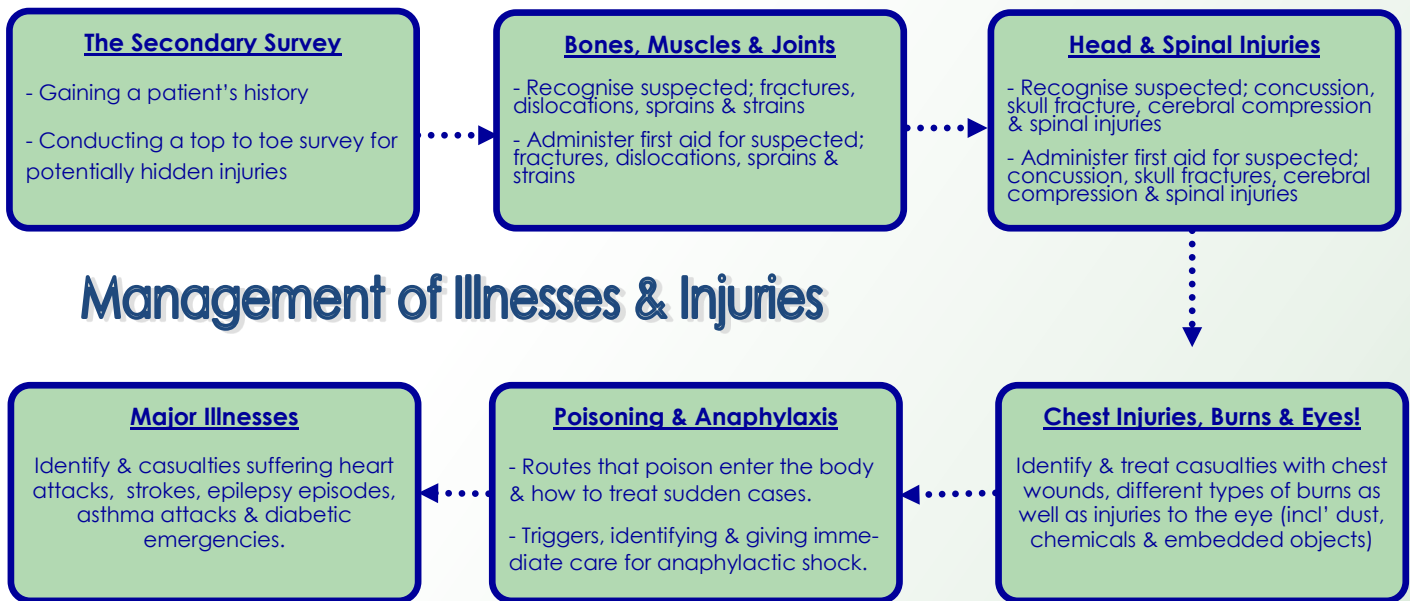 The Secondary Survey
- Gaining a patient’s history
- Conducting a top to toe survey for
potentially hidden injuries
Bones, Muscles & Joints
- Recognise suspected; fractures,
dislocations, sprains & strains
- Administer first aid for suspected;
fractures, dislocations, sprains &
strains
Head & Spinal Injuries
- Recognise suspected; concussion,
skull fracture, cerebral compression
& spinal injuries
- Administer first aid for suspected;
concussion, skull fractures, cerebral
compression & spinal injuries
Management of Illnesses & Injuries
Chest Injuries, Burns & Eyes!
Identify & treat casualties with chest
wounds, different types of burns as
well as injuries to the eye (incl’ dust,
chemicals & embedded objects)
Poisoning & Anaphylaxis
- Routes that poison enter the body
& how to treat sudden cases.
- Triggers, identifying & giving imme-
diate care for anaphylactic shock.
Major Illnesses
Identify & casualties suffering heart
attacks, strokes, epilepsy episodes,
asthma attacks & diabetic
emergencies.